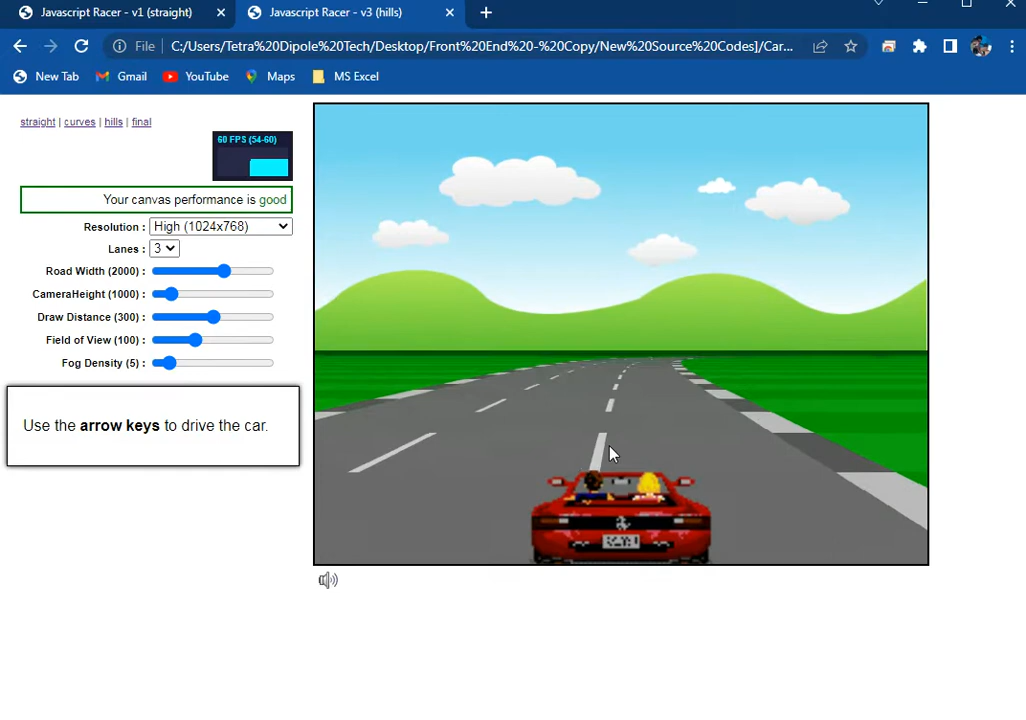 Javascript Racer - v1 (straight)
Javascript Racer - v3 (hills)
File
C:/Users/Tetra%20Dipole%20Tech/Desktop/Front%20End%20-%20Copy/New%20Source%20Codes]/Car...
New Tab
Gmail
YouTube
Maps
MS Excel
straight | curves | hills | final
60 FPS (54-60)
Your canvas performance is good
Resolution : High (1024x768)
Lanes : 3
Road Width (2000) :
CameraHeight (1000) :
Draw Distance (300) :
Field of View (100) :
Fog Density (5) :
Use the arrow keys to drive the car.